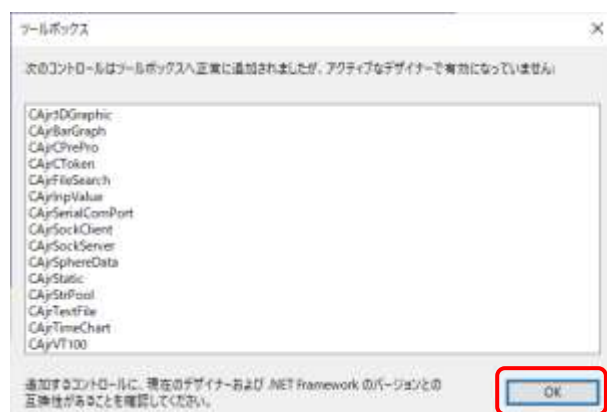 ツールボックス
次のコントロールはツールボックスへ正常に追加されましたが、アクティブなデザイナーで有効になっていません:
CAjr3DGraphic
CAjrBarGraph
CAjrCPrePro
CAjrCToken
CAjrFileSearch
CAjrInpValue
CAjrSerialComPort
CAjrSockClient
CAjrSockServer
CAjrSphereData
CAjrStatic
CAjrStrPool
CAjrTextFile
CAjrTimeChart
CAjrVT100
追加するコントロールに、現在のデザイナーおよび .NET Framework のバージョンとの
互換性があることを確認してください。
OK